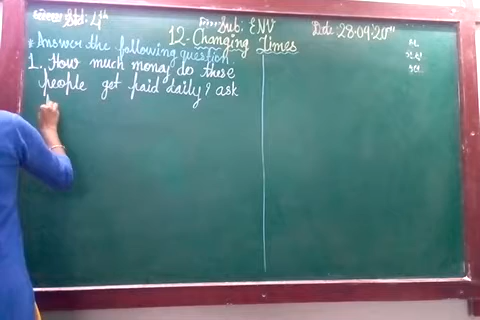 Std: 4th
Sub: ENV
Date 28.09.20
12. Changing Times
* Answer the following question
1. How much money do these
people get paid daily? ask